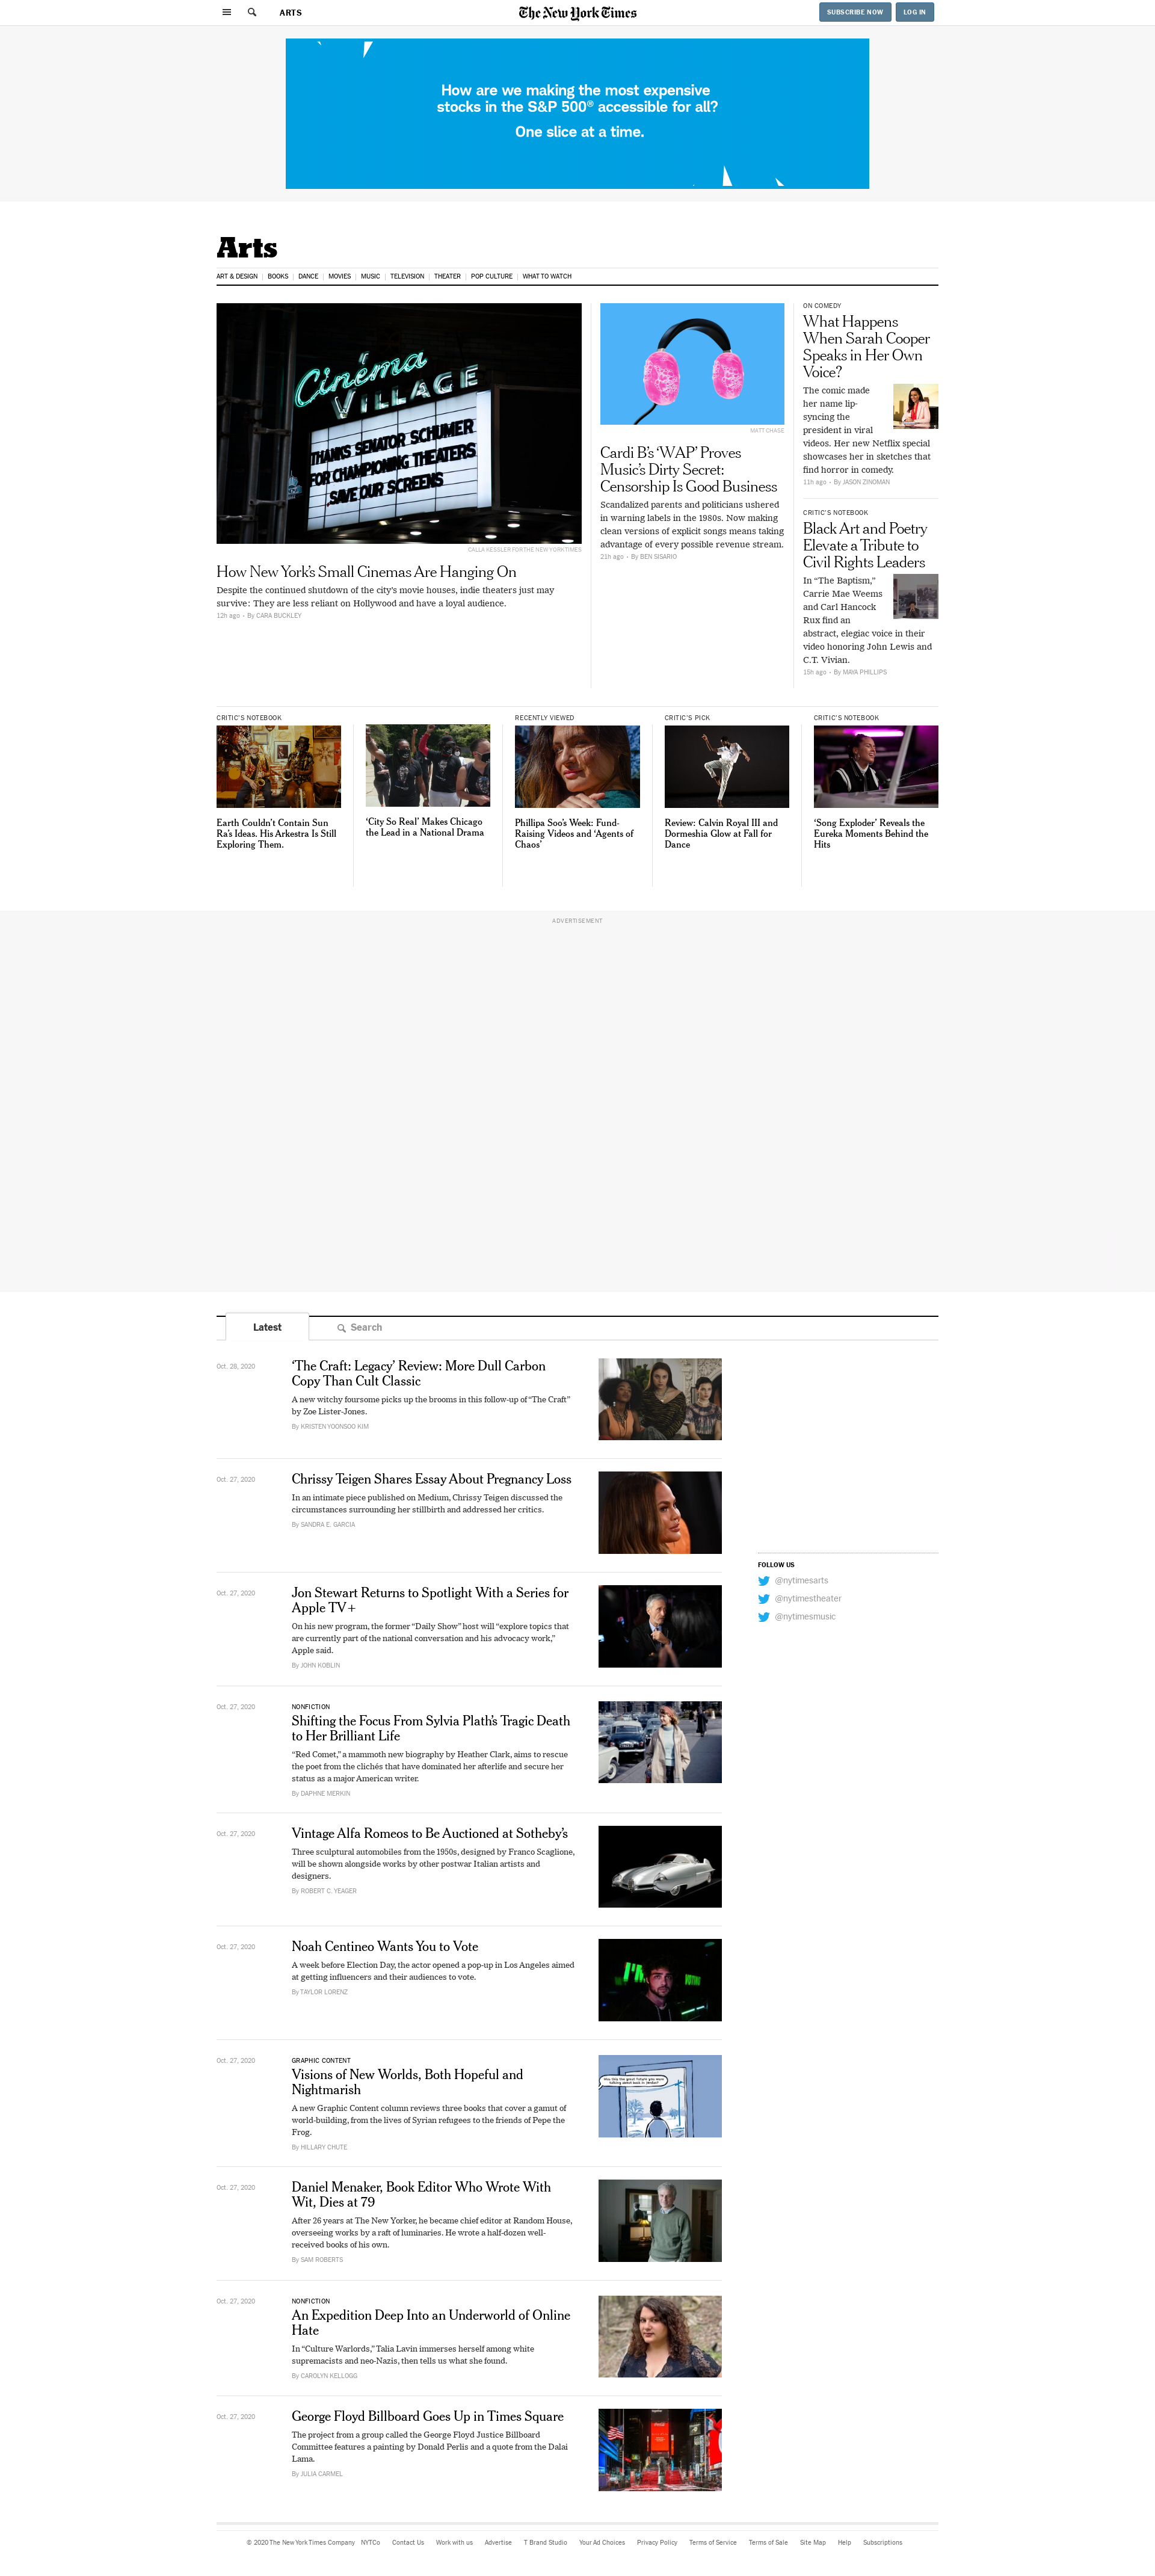 ARTS
The New York Times
SUBSCRIBE NOW
LOG IN
How are we making the most expensive
stocks in the S&P 500® accessible for all?
One slice at a time.
Arts
ART & DESIGN
BOOKS
DANCE
MOVIES
MUSIC
TELEVISION
THEATER
POP CULTURE
WHAT TO WATCH
Cinéma
VILLAGE
THANKS SENATOR SCHUMER
FOR CHAMPIONING THEATERS
SAVE OUR SCREENS
CALLA KESSLER FOR THE NEW YORK TIMES
How New York’s Small Cinemas Are Hanging On
Despite the continued shutdown of the city’s movie houses, indie theaters just may
survive: They are less reliant on Hollywood and have a loyal audience.
12h ago • By CARA BUCKLEY
MATT CHASE
Cardi B’s ‘WAP’ Proves
Music’s Dirty Secret:
Censorship Is Good Business
Scandalized parents and politicians ushered
in warning labels in the 1980s. Now making
clean versions of explicit songs means taking
advantage of every possible revenue stream.
21h ago • By BEN SISARIO
ON COMEDY
What Happens
When Sarah Cooper
Speaks in Her Own
Voice?
The comic made
her name lip-
syncing the
president in viral
videos. Her new Netflix special
showcases her in sketches that
find horror in comedy.
11h ago • By JASON ZINOMAN
CRITIC’S NOTEBOOK
Black Art and Poetry
Elevate a Tribute to
Civil Rights Leaders
In “The Baptism,”
Carrie Mae Weems
and Carl Hancock
Rux find an
abstract, elegiac voice in their
video honoring John Lewis and
C.T. Vivian.
15h ago • By MAYA PHILLIPS
CRITIC’S NOTEBOOK
Earth Couldn’t Contain Sun
Ra’s Ideas. His Arkestra Is Still
Exploring Them.
‘City So Real’ Makes Chicago
the Lead in a National Drama
RECENTLY VIEWED
Phillipa Soo’s Week: Fund-
Raising Videos and ‘Agents of
Chaos’
CRITIC’S PICK
Review: Calvin Royal III and
Dormeshia Glow at Fall for
Dance
CRITIC’S NOTEBOOK
‘Song Exploder’ Reveals the
Eureka Moments Behind the
Hits
ADVERTISEMENT
Latest
Search
Oct. 28, 2020
‘The Craft: Legacy’ Review: More Dull Carbon
Copy Than Cult Classic
A new witchy foursome picks up the brooms in this follow-up of “The Craft”
by Zoe Lister-Jones.
By KRISTEN YOONSOO KIM
Oct. 27, 2020
Chrissy Teigen Shares Essay About Pregnancy Loss
In an intimate piece published on Medium, Chrissy Teigen discussed the
circumstances surrounding her stillbirth and addressed her critics.
By SANDRA E. GARCIA
Oct. 27, 2020
Jon Stewart Returns to Spotlight With a Series for
Apple TV+
On his new program, the former “Daily Show” host will “explore topics that
are currently part of the national conversation and his advocacy work,”
Apple said.
By JOHN KOBLIN
FOLLOW US
@nytimesarts
@nytimestheater
@nytimesmusic
Oct. 27, 2020
NONFICTION
Shifting the Focus From Sylvia Plath’s Tragic Death
to Her Brilliant Life
“Red Comet,” a mammoth new biography by Heather Clark, aims to rescue
the poet from the clichés that have dominated her afterlife and secure her
status as a major American writer.
By DAPHNE MERKIN
Oct. 27, 2020
Vintage Alfa Romeos to Be Auctioned at Sotheby’s
Three sculptural automobiles from the 1950s, designed by Franco Scaglione,
will be shown alongside works by other postwar Italian artists and
designers.
By ROBERT C. YEAGER
Oct. 27, 2020
Noah Centineo Wants You to Vote
A week before Election Day, the actor opened a pop-up in Los Angeles aimed
at getting influencers and their audiences to vote.
By TAYLOR LORENZ
Oct. 27, 2020
GRAPHIC CONTENT
Visions of New Worlds, Both Hopeful and
Nightmarish
A new Graphic Content column reviews three books that cover a gamut of
world-building, from the lives of Syrian refugees to the friends of Pepe the
Frog.
By HILLARY CHUTE
Oct. 27, 2020
Daniel Menaker, Book Editor Who Wrote With
Wit, Dies at 79
After 26 years at The New Yorker, he became chief editor at Random House,
overseeing works by a raft of luminaries. He wrote a half-dozen well-
received books of his own.
By SAM ROBERTS
Oct. 27, 2020
NONFICTION
An Expedition Deep Into an Underworld of Online
Hate
In “Culture Warlords,” Talia Lavin immerses herself among white
supremacists and neo-Nazis, then tells us what she found.
By CAROLYN KELLOGG
Oct. 27, 2020
George Floyd Billboard Goes Up in Times Square
The project from a group called the George Floyd Justice Billboard
Committee features a painting by Donald Perlis and a quote from the Dalai
Lama.
By JULIA CARMEL
© 2020 The New York Times Company
NYTCo
Contact Us
Work with us
Advertise
T Brand Studio
Your Ad Choices
Privacy Policy
Terms of Service
Terms of Sale
Site Map
Help
Subscriptions